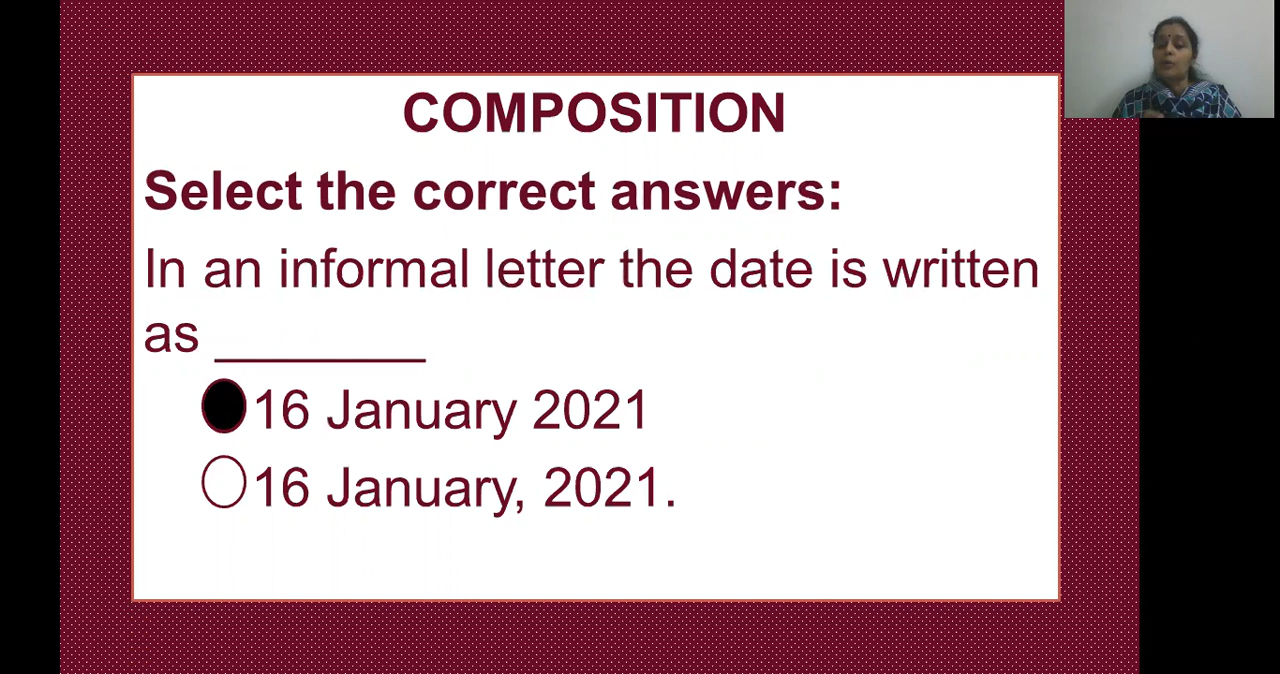 COMPOSITION
Select the correct answers:
In an informal letter the date is written
as ________
16 January 2021
16 January, 2021.